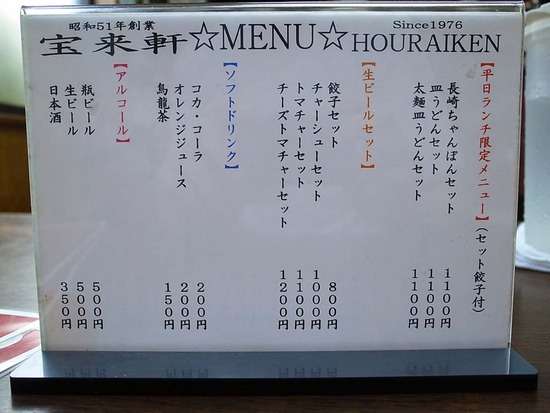 昭和51年創業
宝来軒☆MENU☆HOURAIKEN
Since1976
【平日ランチ限定メニュー】(セット餃子付)
長崎ちゃんぽんセット 1100円
皿うどんセット 1100円
太麺皿うどんセット 1100円
【生ビールセット】
餃子セット 800円
チャーシューセット 1000円
トマチャーセット 1100円
チーズトマチャーセット 1200円
【ソフトドリンク】
コカ・コーラ 200円
オレンジジュース 200円
烏龍茶 150円
【アルコール】
瓶ビール 500円
生ビール 500円
日本酒 350円